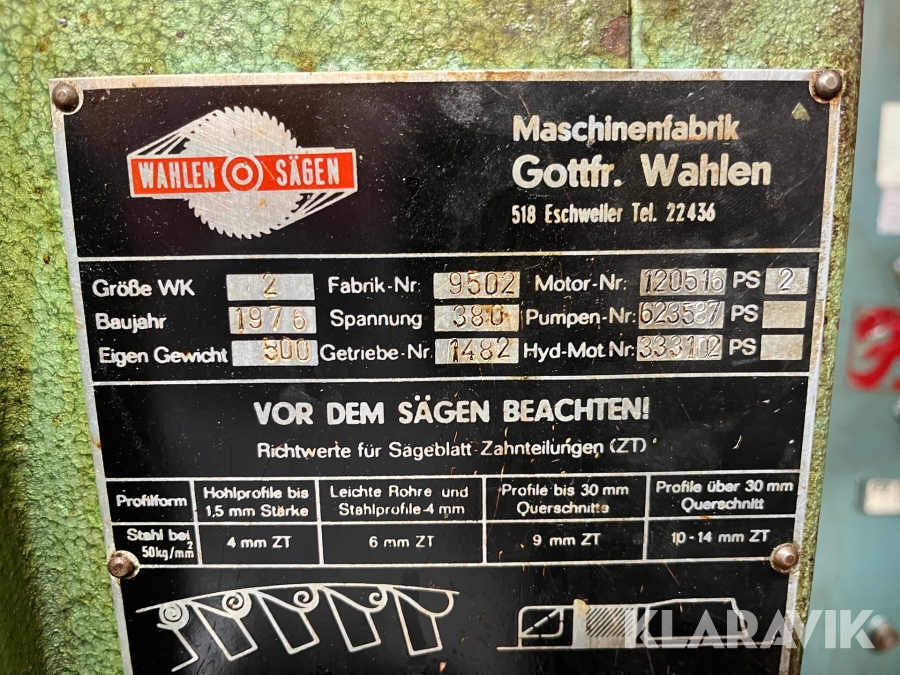 WAHLEN SÄGEN
Maschinenfabrik
Gottfr. Wahlen
518 Eschweiler Tel. 22436
Größe WK 2 Fabrik-Nr. 9502 Motor-Nr. 120516 PS 2
Baujahr 1976 Spannung 380 Pumpen-Nr. 623587 PS
Eigen Gewicht 500 Getriebe-Nr. 1482 Hyd-Mot.Nr. 333102 PS
VOR DEM SÄGEN BEACHTEN!
Richtwerte für Sägeblatt-Zahnteilungen (ZT)
Profilform Hohlprofile bis 1,5 mm Stärke Leichte Rohre und Stahlprofile-4 mm Profile bis 30 mm Querschnitte Profile über 30 mm Querschnitt
Stahl bei 50kg/mm² 4 mm ZT 6 mm ZT 9 mm ZT 10-14 mm ZT
KLARAVIK